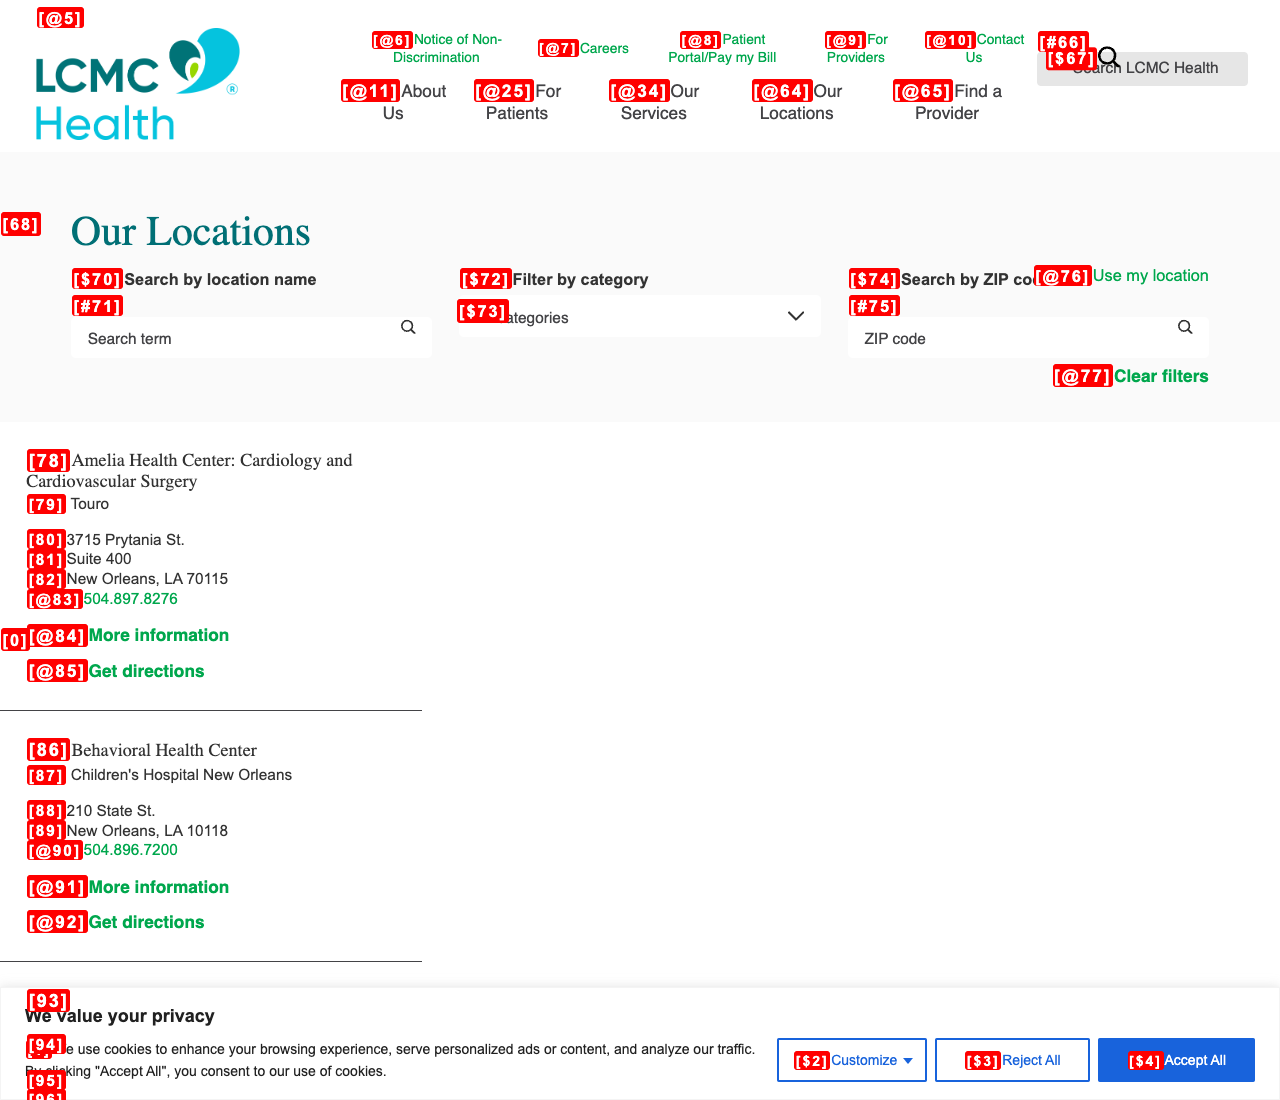 [@5]
LCMC
Health
[@6] Notice of Non-
Discrimination
[@7] Careers
[@8] Patient
Portal/Pay my Bill
[@9] For
Providers
[@10] Contact
Us
[#66]
[$67]
Search LCMC Health
[@11] About
Us
[@25] For
Patients
[@34] Our
Services
[@64] Our
Locations
[@65] Find a
Provider
[68]
Our Locations
[$70] Search by location name
[#71]
Search term
[$72] Filter by category
[$73]
[$74] Search by ZIP
[@76] Use my location
[#75]
ZIP code
[@77] Clear filters
[78] Amelia Health Center: Cardiology and
Cardiovascular Surgery
[79] Touro
[80] 3715 Prytania St.
[81] Suite 400
[82] New Orleans, LA 70115
[@83] 504.897.8276
[0] [@84] More information
[@85] Get directions
[86] Behavioral Health Center
[87] Children's Hospital New Orleans
[88] 210 State St.
[89] New Orleans, LA 10118
[@90] 504.896.7200
[@91] More information
[@92] Get directions
[93]
We value your privacy
[94]
use cookies to enhance your browsing experience, serve personalized ads or content, and analyze our traffic.
By clicking "Accept All", you consent to our use of cookies.
[95]
[96]
[$2] Customize
[$3] Reject All
[$4] Accept All